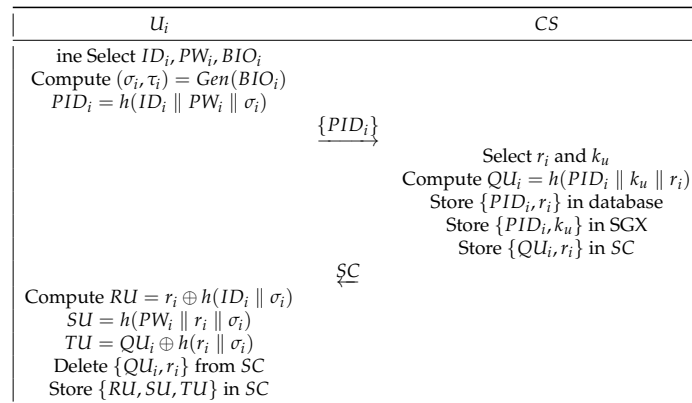 U_i CS
ine Select ID_i, PW_i, BIO_i
Compute (σ_i, τ_i) = Gen(BIO_i)
PID_i = h(ID_i ∥ PW_i ∥ σ_i)
{PID_i}
Select r_i and k_u
Compute QU_i = h(PID_i ∥ k_u ∥ r_i)
Store {PID_i, r_i} in database
Store {PID_i, k_u} in SGX
Store {QU_i, r_i} in SC
SC
Compute RU = r_i ⊕ h(ID_i ∥ σ_i)
SU = h(PW_i ∥ r_i ∥ σ_i)
TU = QU_i ⊕ h(r_i ∥ σ_i)
Delete {QU_i, r_i} from SC
Store {RU, SU, TU} in SC